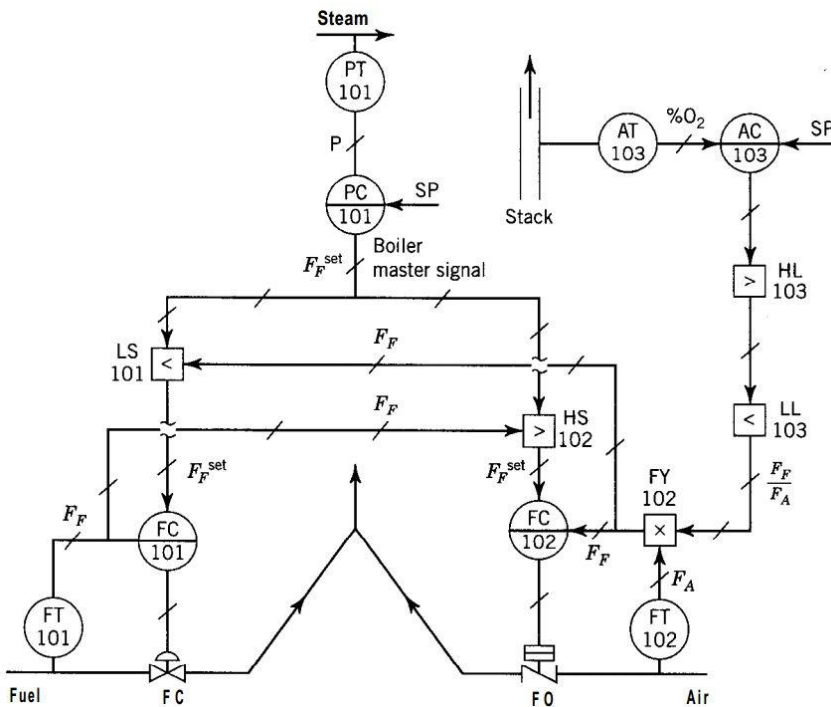 Steam
PT
101
P
PC
101
SP
F_F^set
Boiler
master signal
%O₂
AT
103
AC
103
SP
Stack
>
HL
103
LS
101
<
F_F
F_F
>
HS
102
<
LL
103
F_F^set
F_F^set
F_F/F_A
FY
102
F_F
FC
101
FC
102
F_F
×
F_A
FT
101
FT
102
Fuel
FC
FO
Air